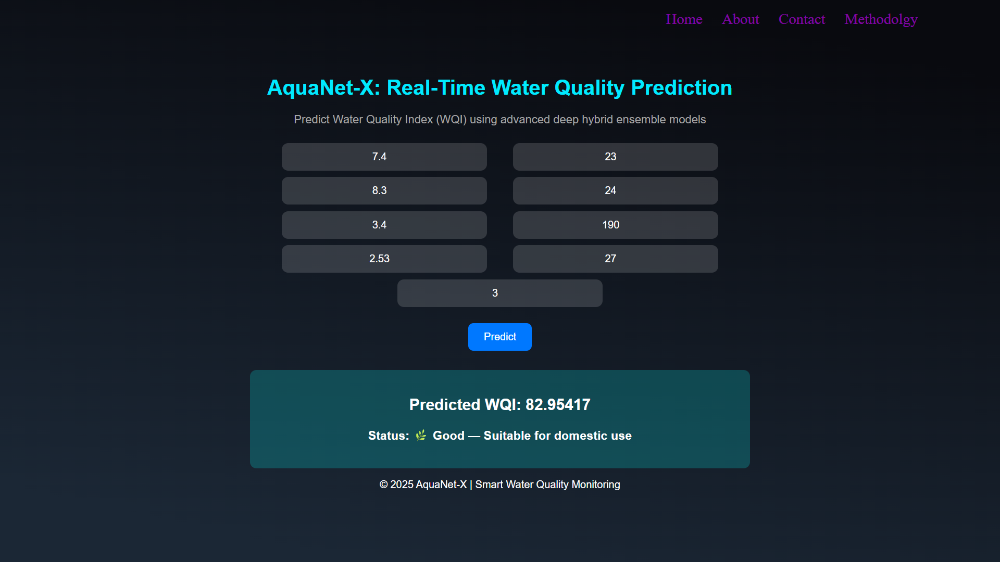 Home About Contact Methodolgy
AquaNet-X: Real-Time Water Quality Prediction
Predict Water Quality Index (WQI) using advanced deep hybrid ensemble models
7.4 23
8.3 24
3.4 190
2.53 27
3
Predict
Predicted WQI: 82.95417
Status: 🌿 Good — Suitable for domestic use
© 2025 AquaNet-X | Smart Water Quality Monitoring